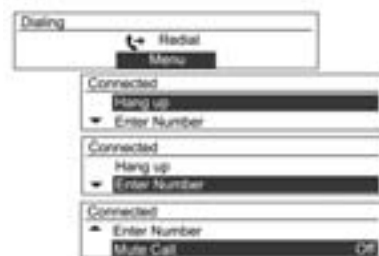 Dialing
Redial
Menu
Connected
Hang up
Enter Number
Connected
Hang up
Enter Number
Connected
Enter Number
Mute Call Off